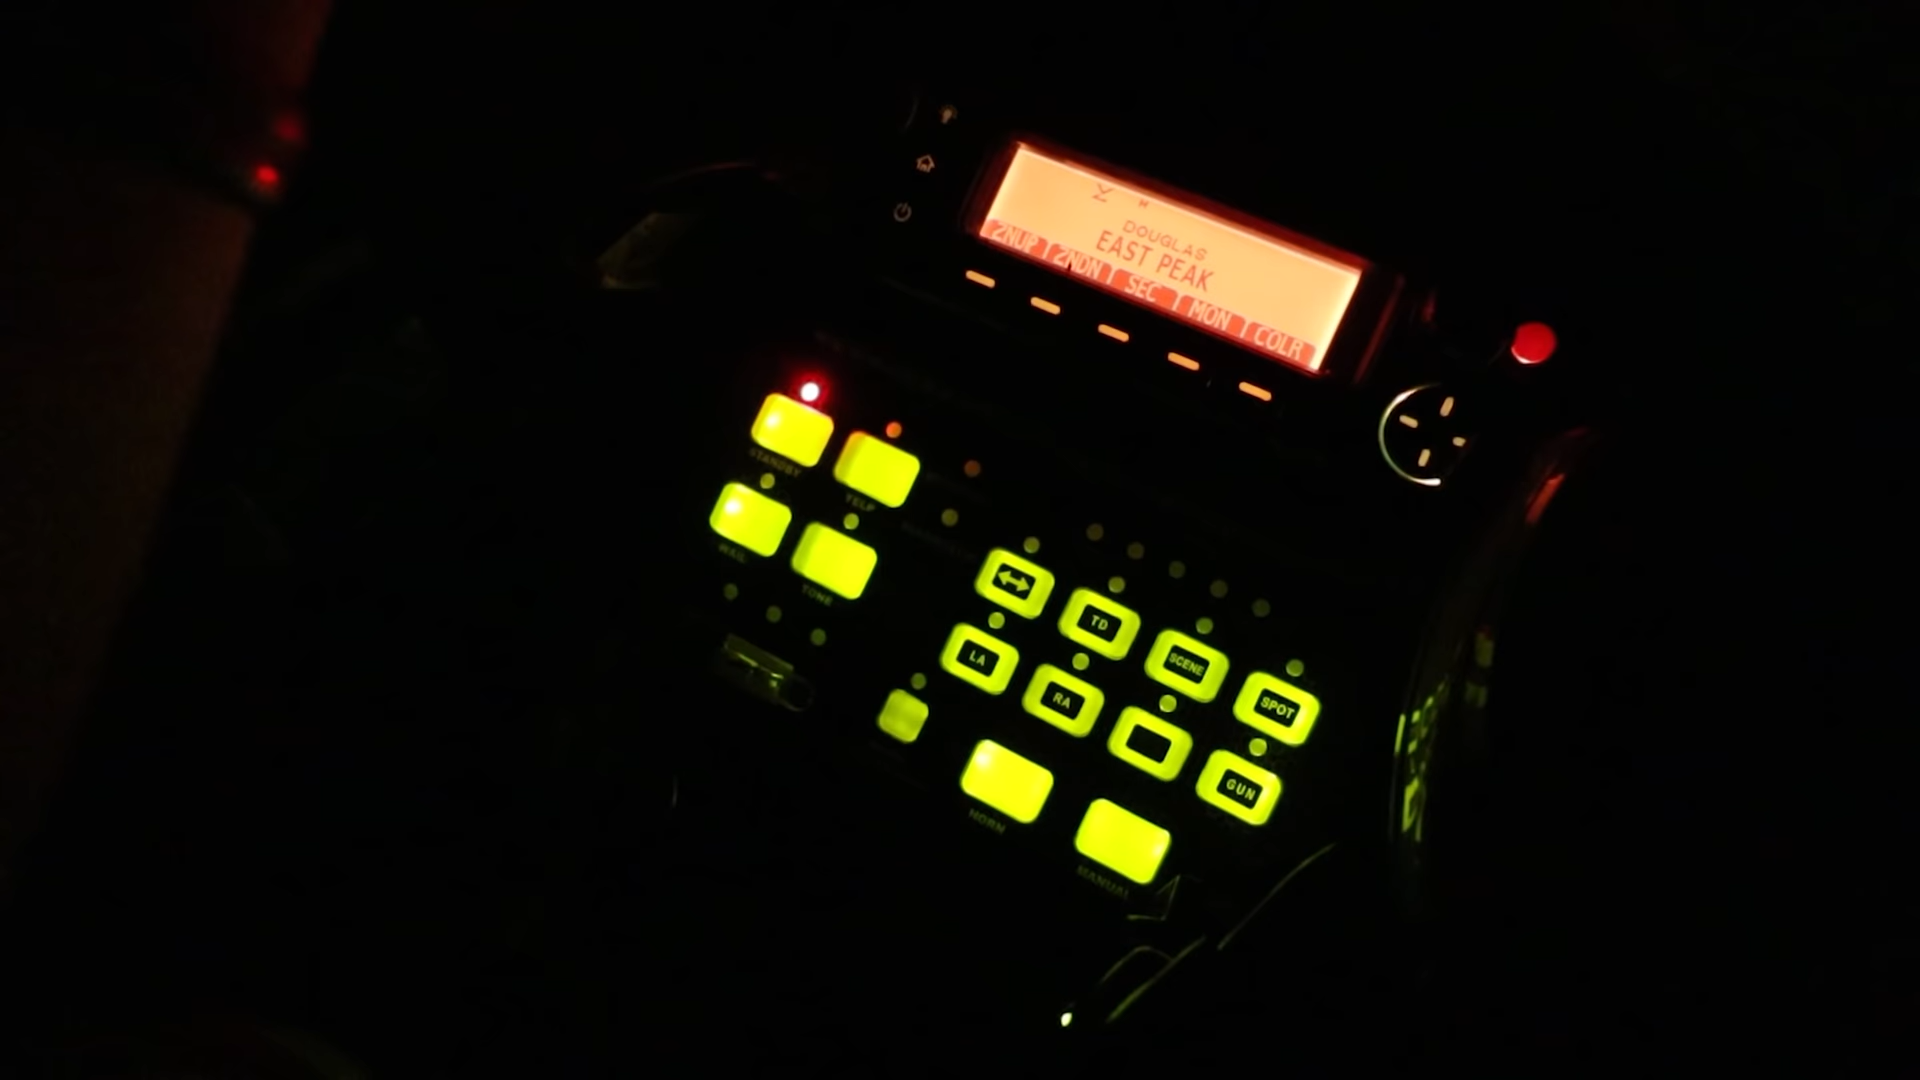 DOUGLAS
EAST PEAK
2NUP 2NDN SEC MON COLR
STANDBY
YELP
WAIL
TONE
TD
SCENE
SPOT
LA
RA
GUN
HORN
MANUAL